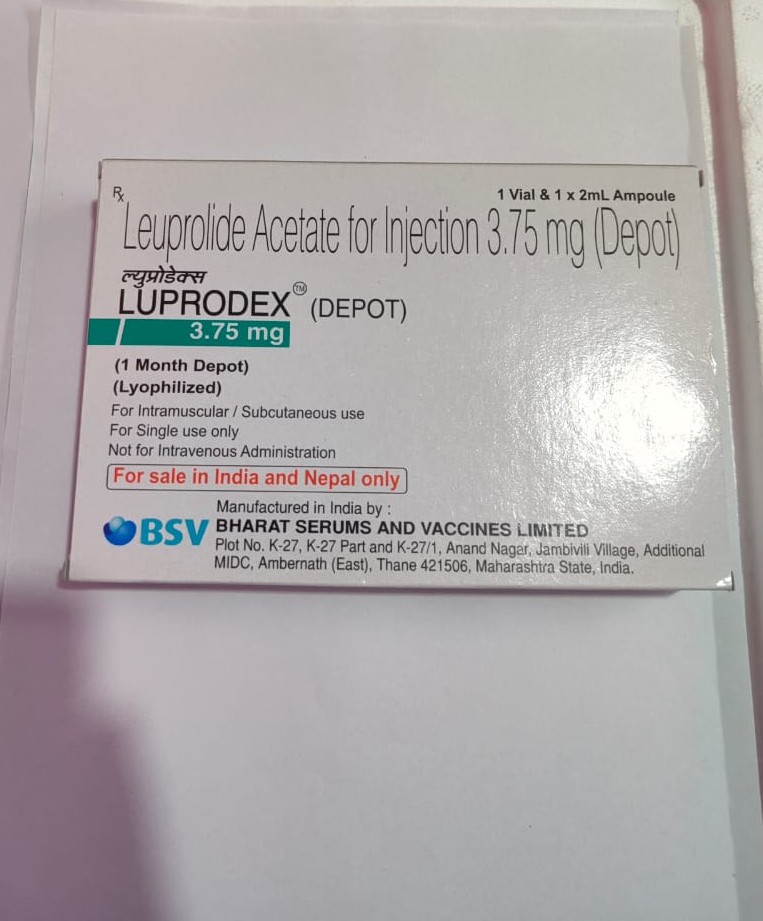 Rx
1 Vial & 1 x 2mL Ampoule
Leuprolide Acetate for Injection 3.75 mg (Depot)
ल्युप्रोडेक्स
LUPRODEX™ (DEPOT)
3.75 mg
(1 Month Depot)
(Lyophilized)
For Intramuscular / Subcutaneous use
For Single use only
Not for Intravenous Administration
For sale in India and Nepal only
Manufactured in India by :
BSV BHARAT SERUMS AND VACCINES LIMITED
Plot No. K-27, K-27 Part and K-27/1, Anand Nagar, Jambivili Village, Additional
MIDC, Ambernath (East), Thane 421506, Maharashtra State, India.